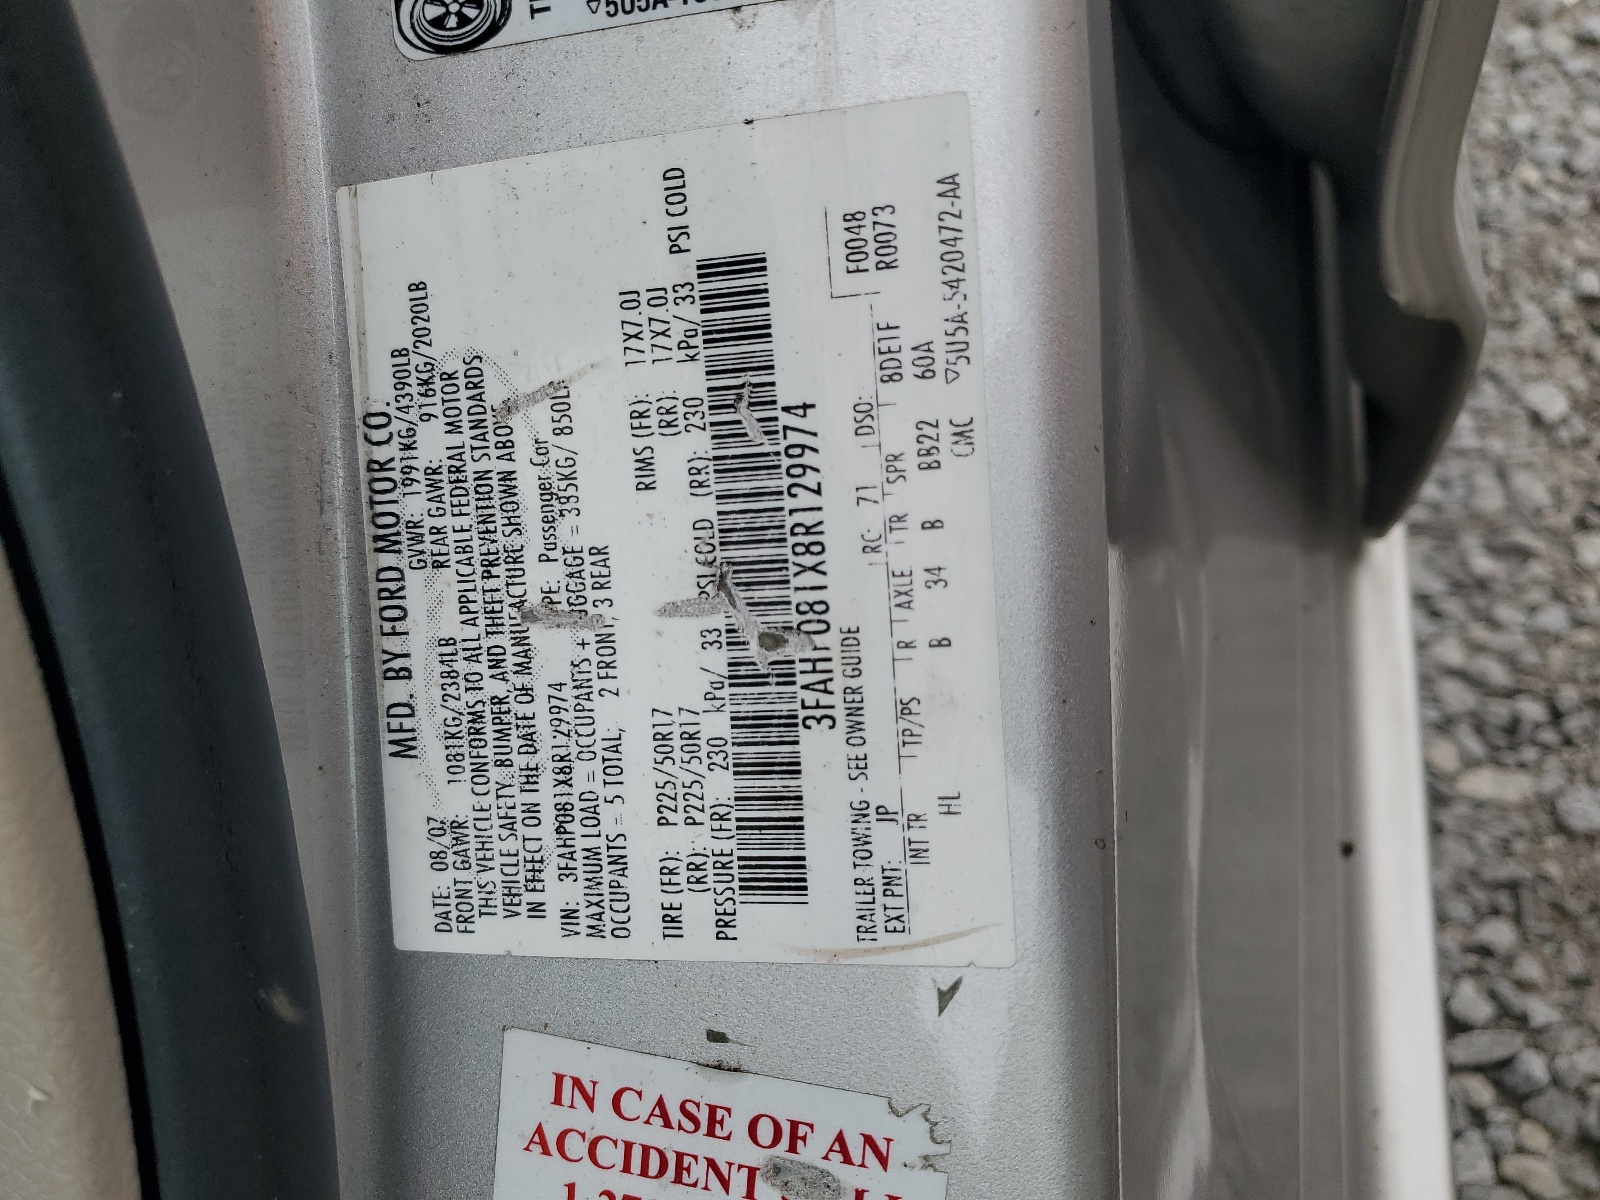 MFD. BY FORD MOTOR CO.
DATE: 08/07 GVWR: 1991KG/4390LB
FRONT GAWR: 1081KG/2384LB REAR GAWR: 916KG/2020LB
THIS VEHICLE CONFORMS TO ALL APPLICABLE FEDERAL MOTOR
VEHICLE SAFETY, BUMPER, AND THEFT PREVENTION STANDARDS
IN EFFECT ON THE DATE OF MANUFACTURE SHOWN ABOVE
VIN: 3FAHP081X8R129974 Passenger Car
MAXIMUM LOAD = OCCUPANTS + LUGGAGE = 385KG/ 850L
OCCUPANTS = 5 TOTAL, 2 FRONT, 3 REAR
TIRE (FR): P225/50R17 RIMS (FR): 17X7.0J
(RR): P225/50R17 (RR): 17X7.0J
PRESSURE (FR): 230 kPa/ 33 PSI COLD (RR): 230 kPa/ 33 PSI COLD
3FAHP081X8R129974
TRAILER TOWING - SEE OWNER GUIDE
EXT PNT: JP RC: 71 DSO: F0048
R0073
INT TR TP/PS R AXLE TR SPR 8DE1F
HL B 34 B BB22 60A
CMC ▽5U5A-5420472-AA
IN CASE OF AN
ACCIDENT